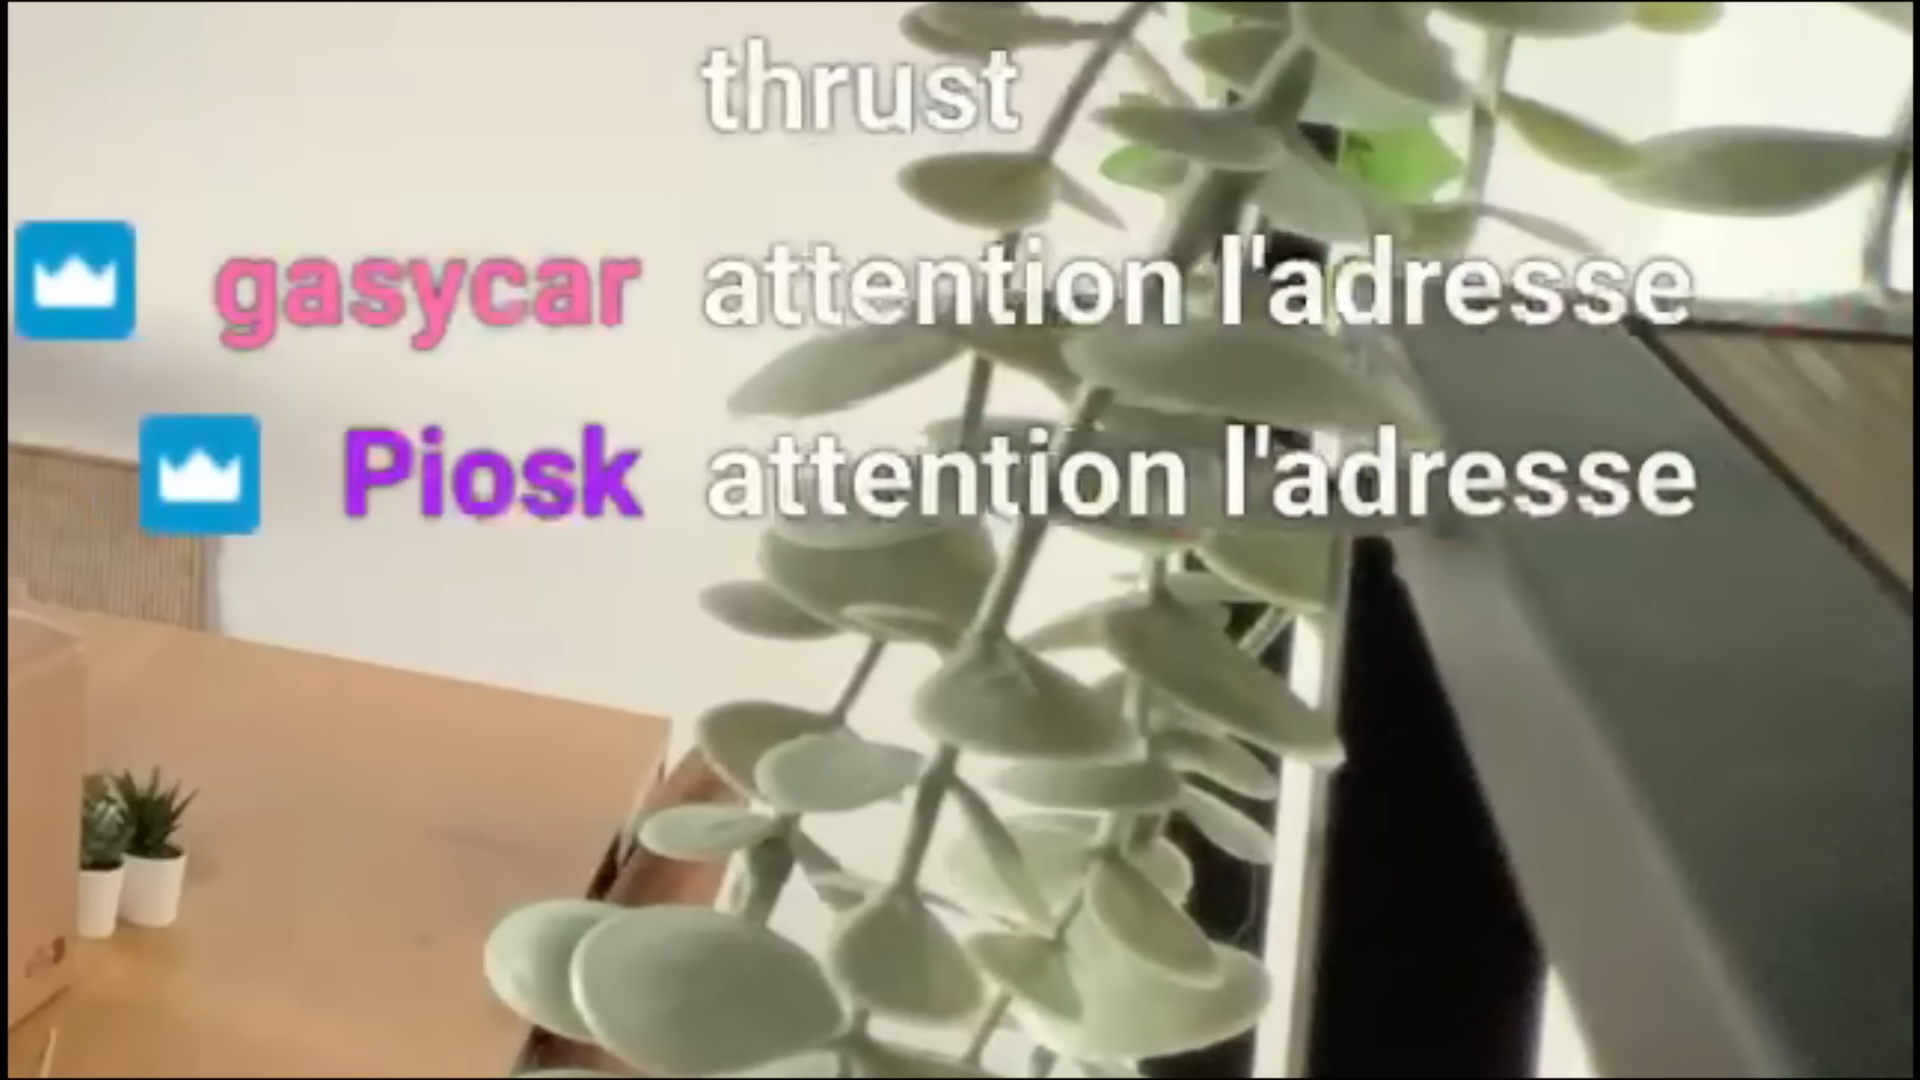 thrust
gasycar attention l'adresse
Piosk attention l'adresse